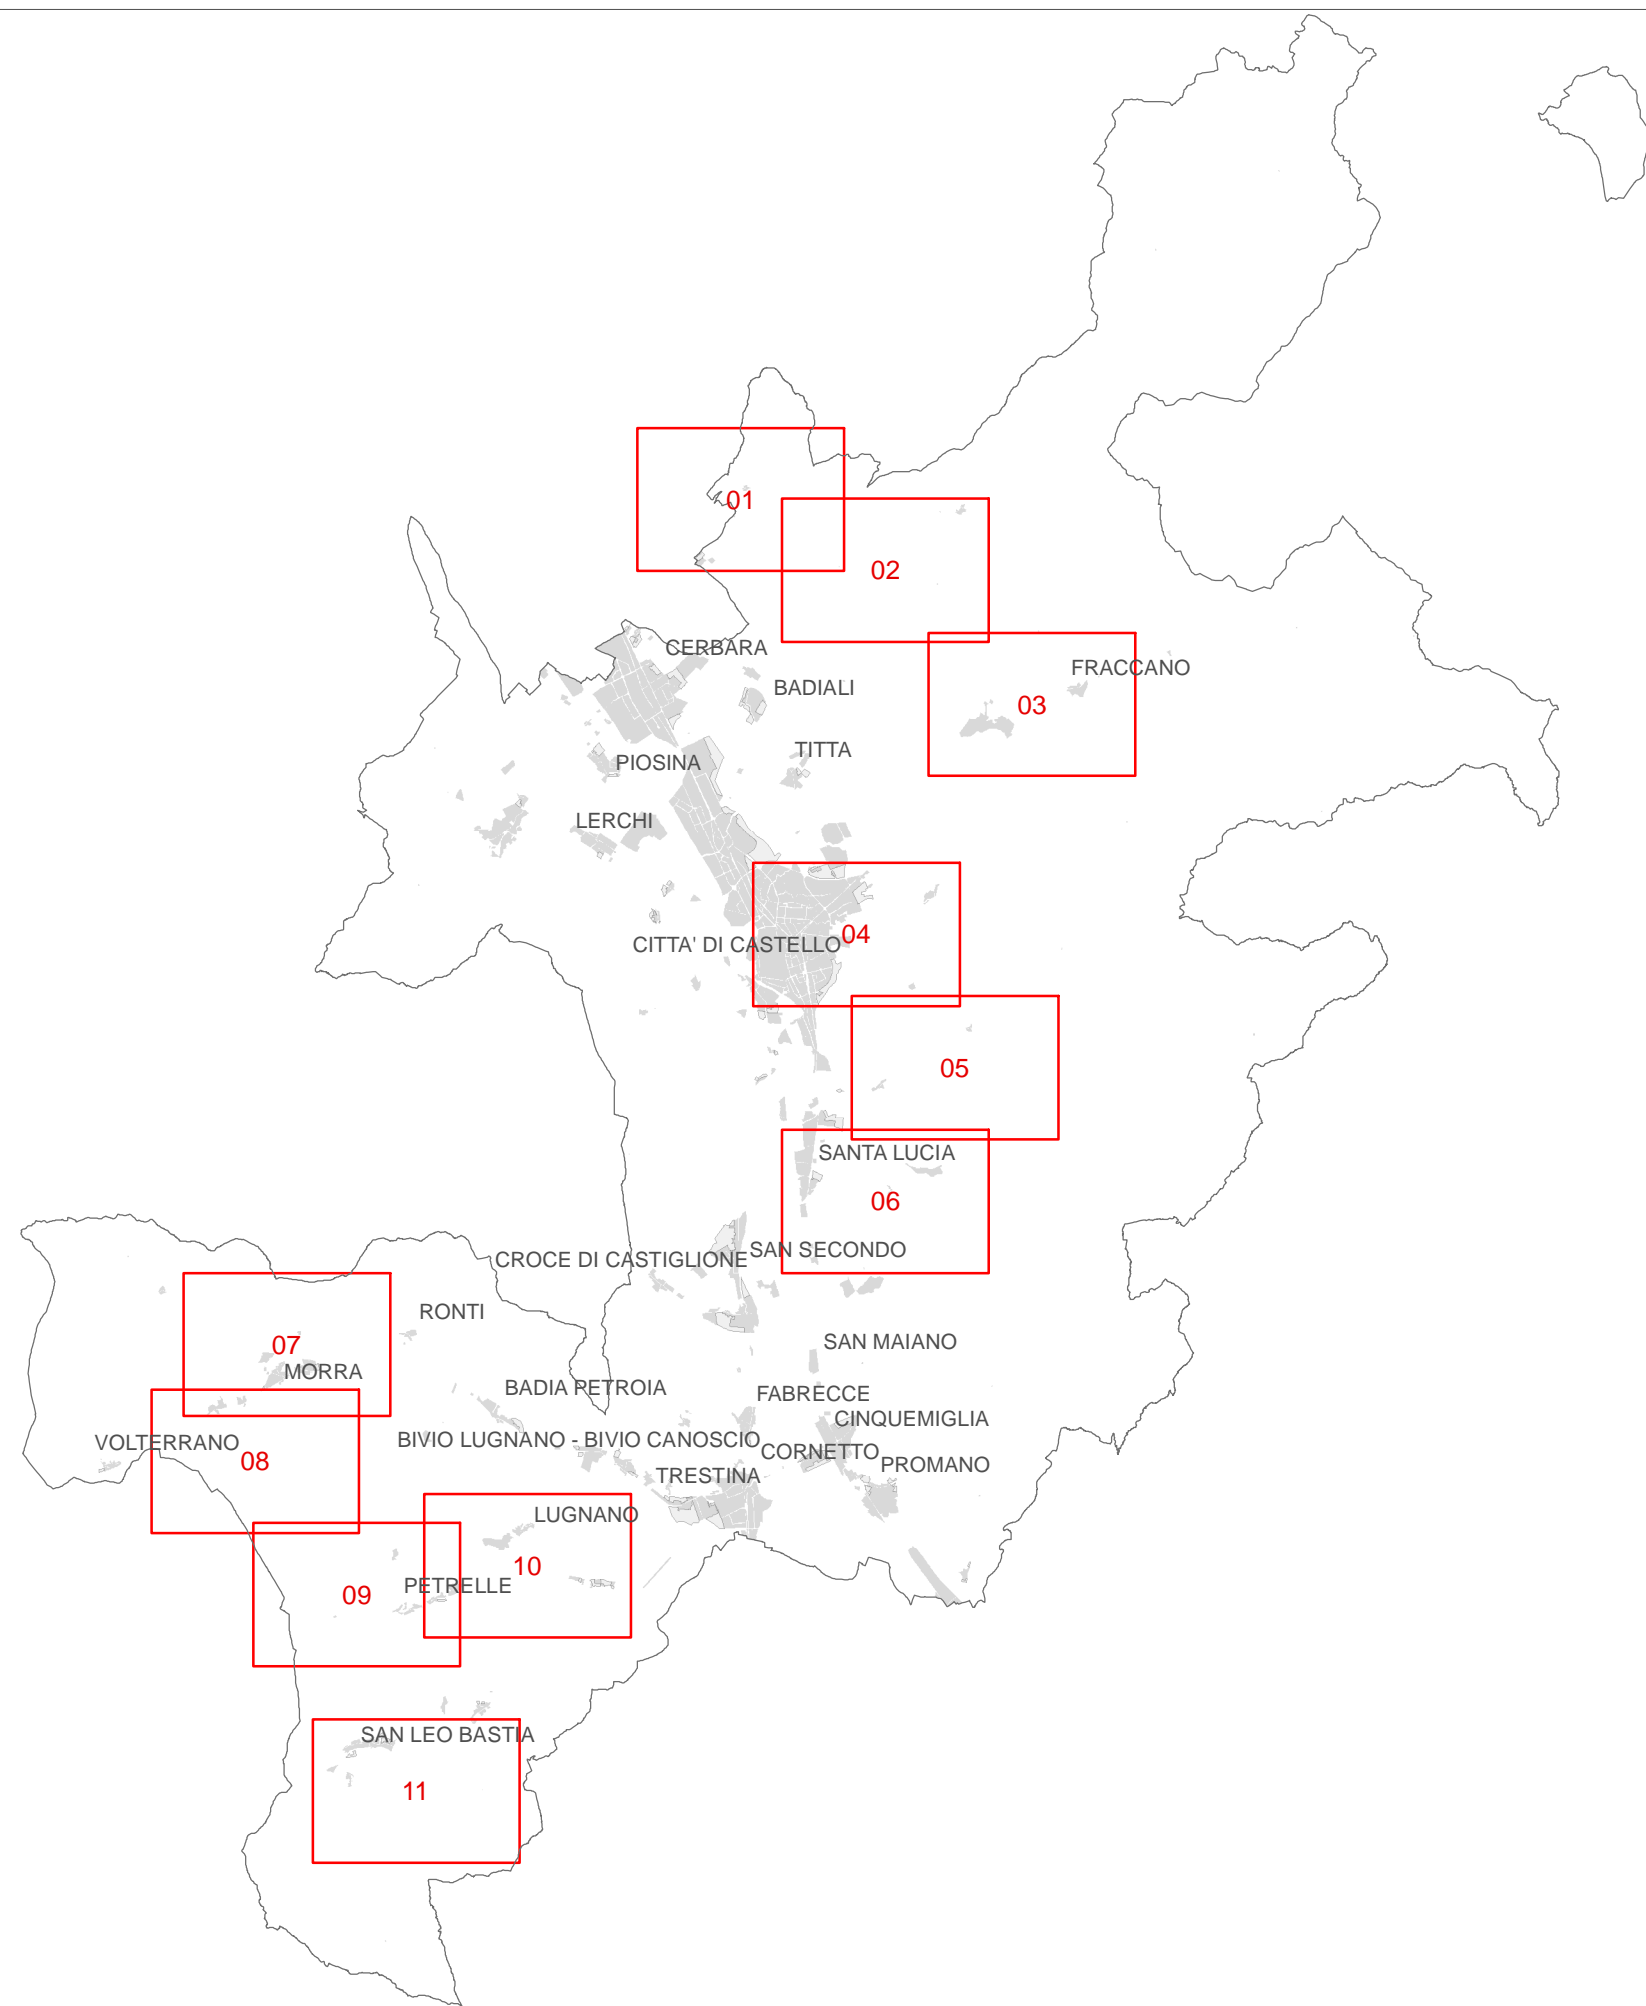 01
02
CERBARA
FRACCANO
BADIALI
03
TITTA
PIOSINA
LERCHI
04
CITTA' DI CASTELLO
05
SANTA LUCIA
06
SAN SECONDO
CROCE DI CASTIGLIONE
RONTI
07
SAN MAIANO
MORRA
BADIA PETROIA
FABRECCE
CINQUEMIGLIA
BIVIO LUGNANO - BIVIO CANOSCIO
VOLTERRANO
CORNETTO
08
PROMANO
TRESTINA
LUGNANO
10
PETRELLE
09
SAN LEO BASTIA
11